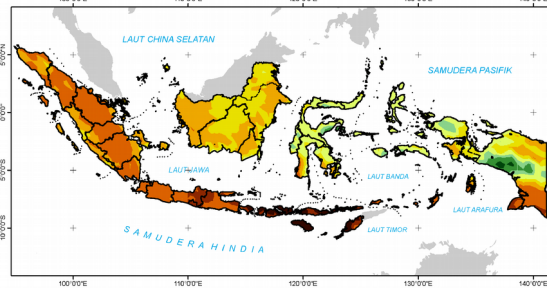 LAUT CHINA SELATAN
SAMUDERA PASIFIK
5°0'0"N
0°0'0"
LAUT JAWA
LAUT BANDA
5°0'0"S
LAUT ARAFURA
LAUT TIMOR
10°0'0"S
SAMUDERA HINDIA
100°0'0"E
110°0'0"E
120°0'0"E
130°0'0"E
140°0'0"E